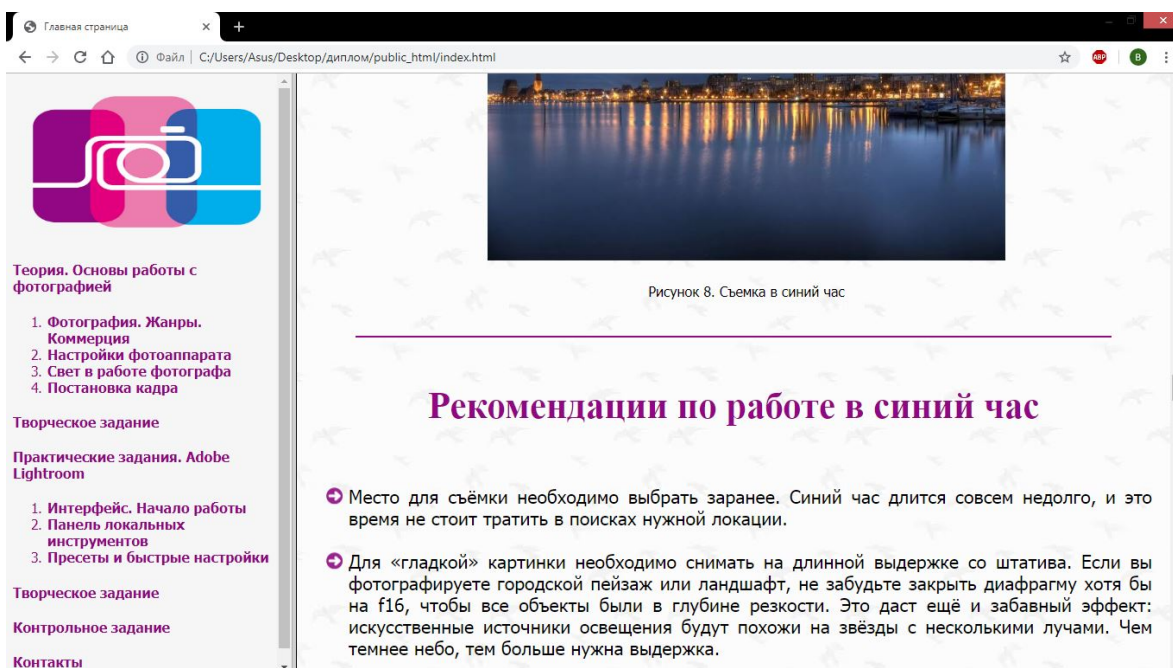 Главная страница
Файл | C:/Users/Asus/Desktop/диплом/public_html/index.html
ABP
B
Теория. Основы работы с
фотографией
1. Фотография. Жанры.
Коммерция
2. Настройки фотоаппарата
3. Свет в работе фотографа
4. Постановка кадра
Творческое задание
Практические задания. Adobe
Lightroom
1. Интерфейс. Начало работы
2. Панель локальных
инструментов
3. Пресеты и быстрые настройки
Творческое задание
Контрольное задание
Контакты
Рисунок 8. Съемка в синий час
Рекомендации по работе в синий час
Место для съёмки необходимо выбрать заранее. Синий час длится совсем недолго, и это
время не стоит тратить в поисках нужной локации.
Для «гладкой» картинки необходимо снимать на длинной выдержке со штатива. Если вы
фотографируете городской пейзаж или ландшафт, не забудьте закрыть диафрагму хотя бы
на f16, чтобы все объекты были в глубине резкости. Это даст ещё и забавный эффект:
искусственные источники освещения будут похожи на звёзды с несколькими лучами. Чем
темнее небо, тем больше нужна выдержка.